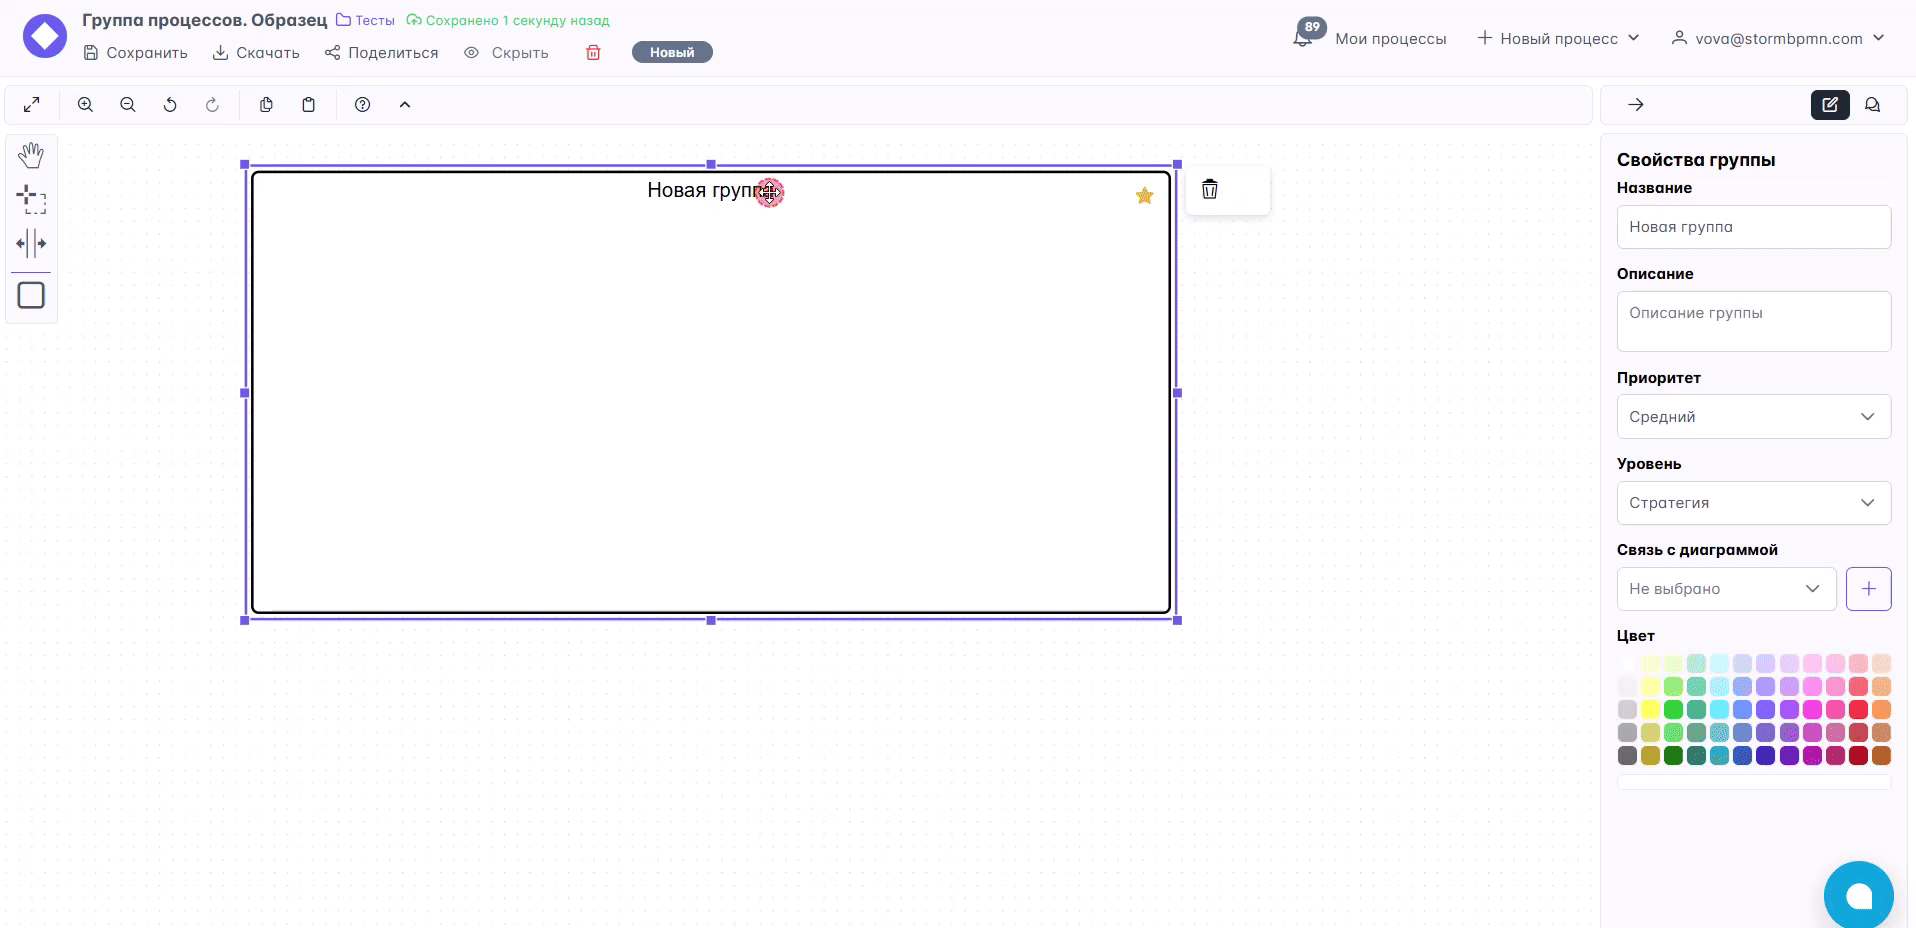 Группа процессов. Образец Тесты Сохранено 1 секунду назад
Сохранить Скачать Поделиться Скрыть Новый
89
Мои процессы Новый процесс vova@stormbpmn.com
Новая группа
Свойства группы
Название
Новая группа
Описание
Описание группы
Приоритет
Средний
Уровень
Стратегия
Связь с диаграммой
Не выбрано
Цвет